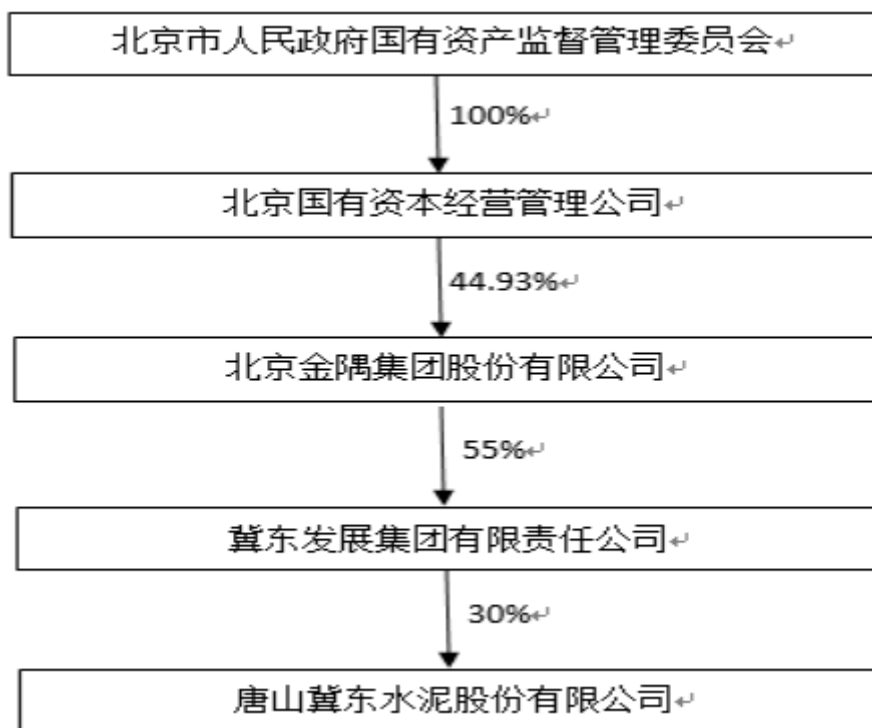 北京市人民政府国有资产监督管理委员会↵
100%↵
北京国有资本经营管理公司↵
44.93%↵
北京金隅集团股份有限公司↵
55%↵
冀东发展集团有限责任公司↵
30%↵
唐山冀东水泥股份有限公司↵